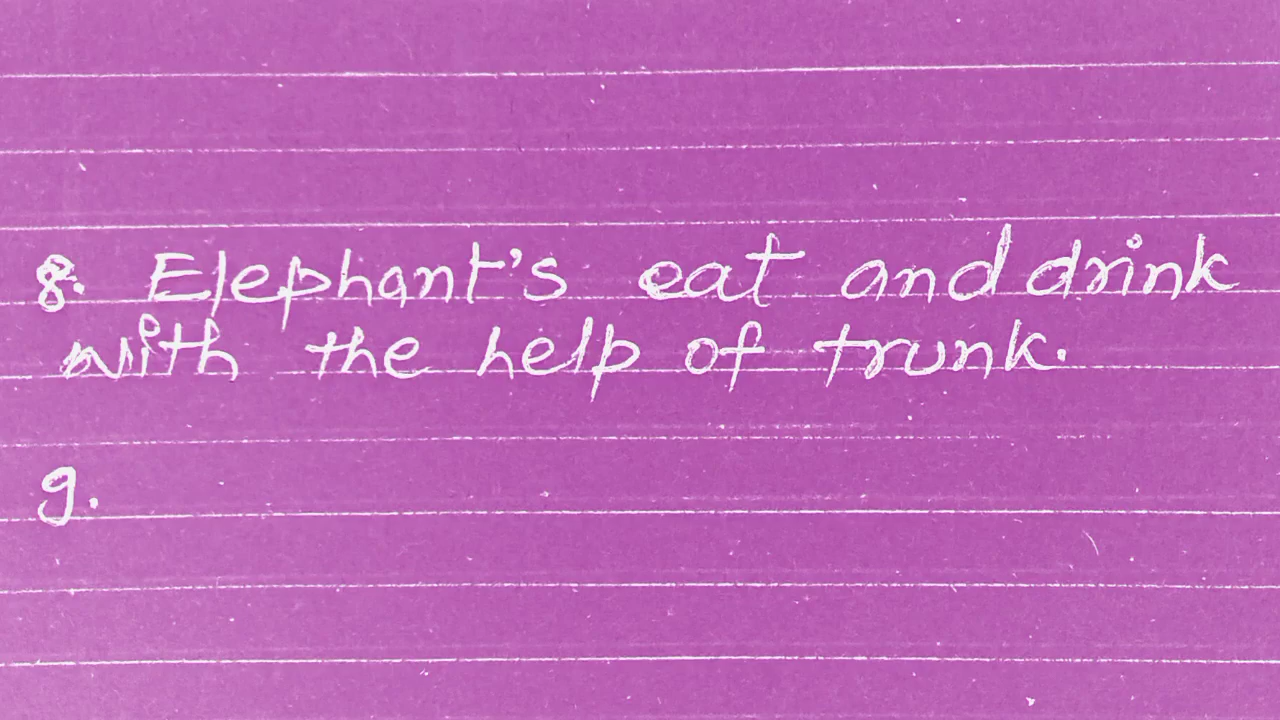 8. Elephant's eat and drink
with the help of trunk.
9.